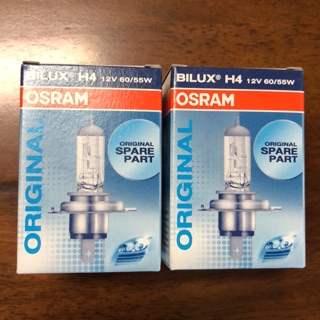 BILUX® H4 12V 60/55W
OSRAM
ORIGINAL
SPARE
PART
ORIGINAL
BILUX® H4 12V 60/55W
OSRAM
ORIGINAL
SPARE
PART
ORIGINAL